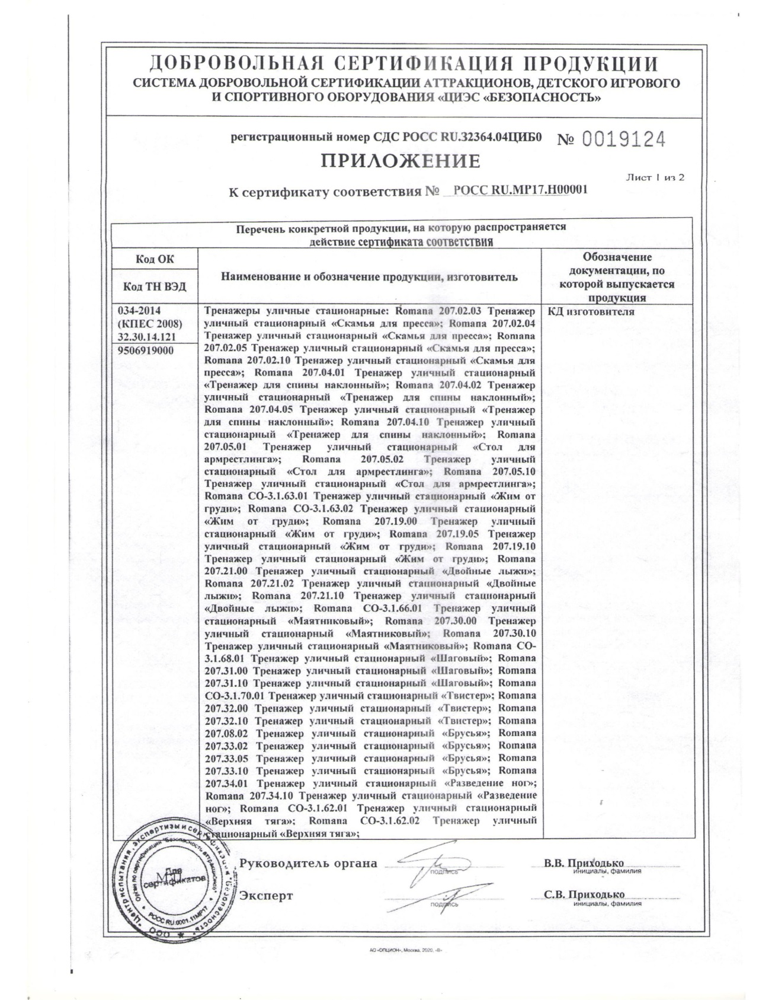 ДОБРОВОЛЬНАЯ СЕРТИФИКАЦИЯ ПРОДУКЦИИ
СИСТЕМА ДОБРОВОЛЬНОЙ СЕРТИФИКАЦИИ АТТРАКЦИОНОВ, ДЕТСКОГО ИГРОВОГО
И СПОРТИВНОГО ОБОРУДОВАНИЯ «ЦИЭС «БЕЗОПАСНОСТЬ»
регистрационный номер СДС РОСС RU.32364.04ЦИБ0 № 0019124
ПРИЛОЖЕНИЕ
Лист 1 из 2
К сертификату соответствия № РОСС RU.МР17.Н00001
Перечень конкретной продукции, на которую распространяется
действие сертификата соответствия
Код ОК
Код ТН ВЭД
Наименование и обозначение продукции, изготовитель
Обозначение
документации, по
которой выпускается
продукция
034-2014
(КПЕС 2008)
32.30.14.121
9506919000
Тренажеры уличные стационарные: Romana 207.02.03 Тренажер
уличный стационарный «Скамья для пресса»; Romana 207.02.04
Тренажер уличный стационарный «Скамья для пресса»; Romana
207.02.05 Тренажер уличный стационарный «Скамья для пресса»;
Romana 207.02.10 Тренажер уличный стационарный «Скамья для
пресса»; Romana 207.04.01 Тренажер уличный стационарный
«Тренажер для спины наклонный»; Romana 207.04.02 Тренажер
уличный стационарный «Тренажер для спины наклонный»;
Romana 207.04.05 Тренажер уличный стационарный «Тренажер
для спины наклонный»; Romana 207.04.10 Тренажер уличный
стационарный «Тренажер для спины наклонный»; Romana
207.05.01 Тренажер уличный стационарный «Стол для
армрестлинга»; Romana 207.05.02 Тренажер уличный
стационарный «Стол для армрестлинга»; Romana 207.05.10
Тренажер уличный стационарный «Стол для армрестлинга»;
Romana СО-3.1.63.01 Тренажер уличный стационарный «Жим от
груди»; Romana СО-3.1.63.02 Тренажер уличный стационарный
«Жим от груди»; Romana 207.19.00 Тренажер уличный
стационарный «Жим от груди»; Romana 207.19.05 Тренажер
уличный стационарный «Жим от груди»; Romana 207.19.10
Тренажер уличный стационарный «Жим от груди»; Romana
207.21.00 Тренажер уличный стационарный «Двойные лыжи»;
Romana 207.21.02 Тренажер уличный стационарный «Двойные
лыжи»; Romana 207.21.10 Тренажер уличный стационарный
«Двойные лыжи»; Romana СО-3.1.66.01 Тренажер уличный
стационарный «Маятниковый»; Romana 207.30.00 Тренажер
уличный стационарный «Маятниковый»; Romana 207.30.10
Тренажер уличный стационарный «Маятниковый»; Romana СО-
3.1.68.01 Тренажер уличный стационарный «Шаговый»; Romana
207.31.00 Тренажер уличный стационарный «Шаговый»; Romana
207.31.10 Тренажер уличный стационарный «Шаговый»; Romana
СО-3.1.70.01 Тренажер уличный стационарный «Твистер»; Romana
207.32.00 Тренажер уличный стационарный «Твистер»; Romana
207.32.10 Тренажер уличный стационарный «Твистер»; Romana
207.08.02 Тренажер уличный стационарный «Брусья»; Romana
207.33.02 Тренажер уличный стационарный «Брусья»; Romana
207.33.05 Тренажер уличный стационарный «Брусья»; Romana
207.33.10 Тренажер уличный стационарный «Брусья»; Romana
207.34.01 Тренажер уличный стационарный «Разведение ног»;
Romana 207.34.10 Тренажер уличный стационарный «Разведение
ног»; Romana СО-3.1.62.01 Тренажер уличный стационарный
«Верхняя тяга»; Romana СО-3.1.62.02 Тренажер уличный
стационарный «Верхняя тяга»;
КД изготовителя
Руководитель органа
подпись
В.В. Приходько
инициалы, фамилия
Эксперт
подпись
С.В. Приходько
инициалы, фамилия
ООО "Центр испытания, экспертизы и сертификации "Безопасность"
Орган по сертификации "Безопасность аттракционов"
РОСС RU.0001.11МР17
М.П.
Для
сертификатов
АО «ОПЦИОН», Москва, 2020, «В»